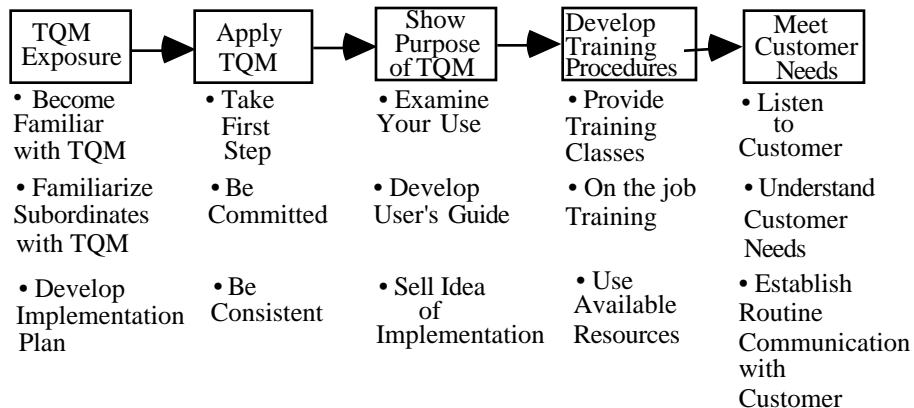 TQM
Exposure
Apply
TQM
Show
Purpose
of TQM
Develop
Training
Procedures
Meet
Customer
Needs
• Become
Familiar
with TQM
• Familiarize
Subordinates
with TQM
• Develop
Implementation
Plan
• Take
First
Step
• Be
Committed
• Be
Consistent
• Examine
Your Use
• Develop
User's Guide
• Sell Idea
of
Implementation
• Provide
Training
Classes
• On the job
Training
• Use
Available
Resources
• Listen
to
Customer
• Understand
Customer
Needs
• Establish
Routine
Communication
with
Customer